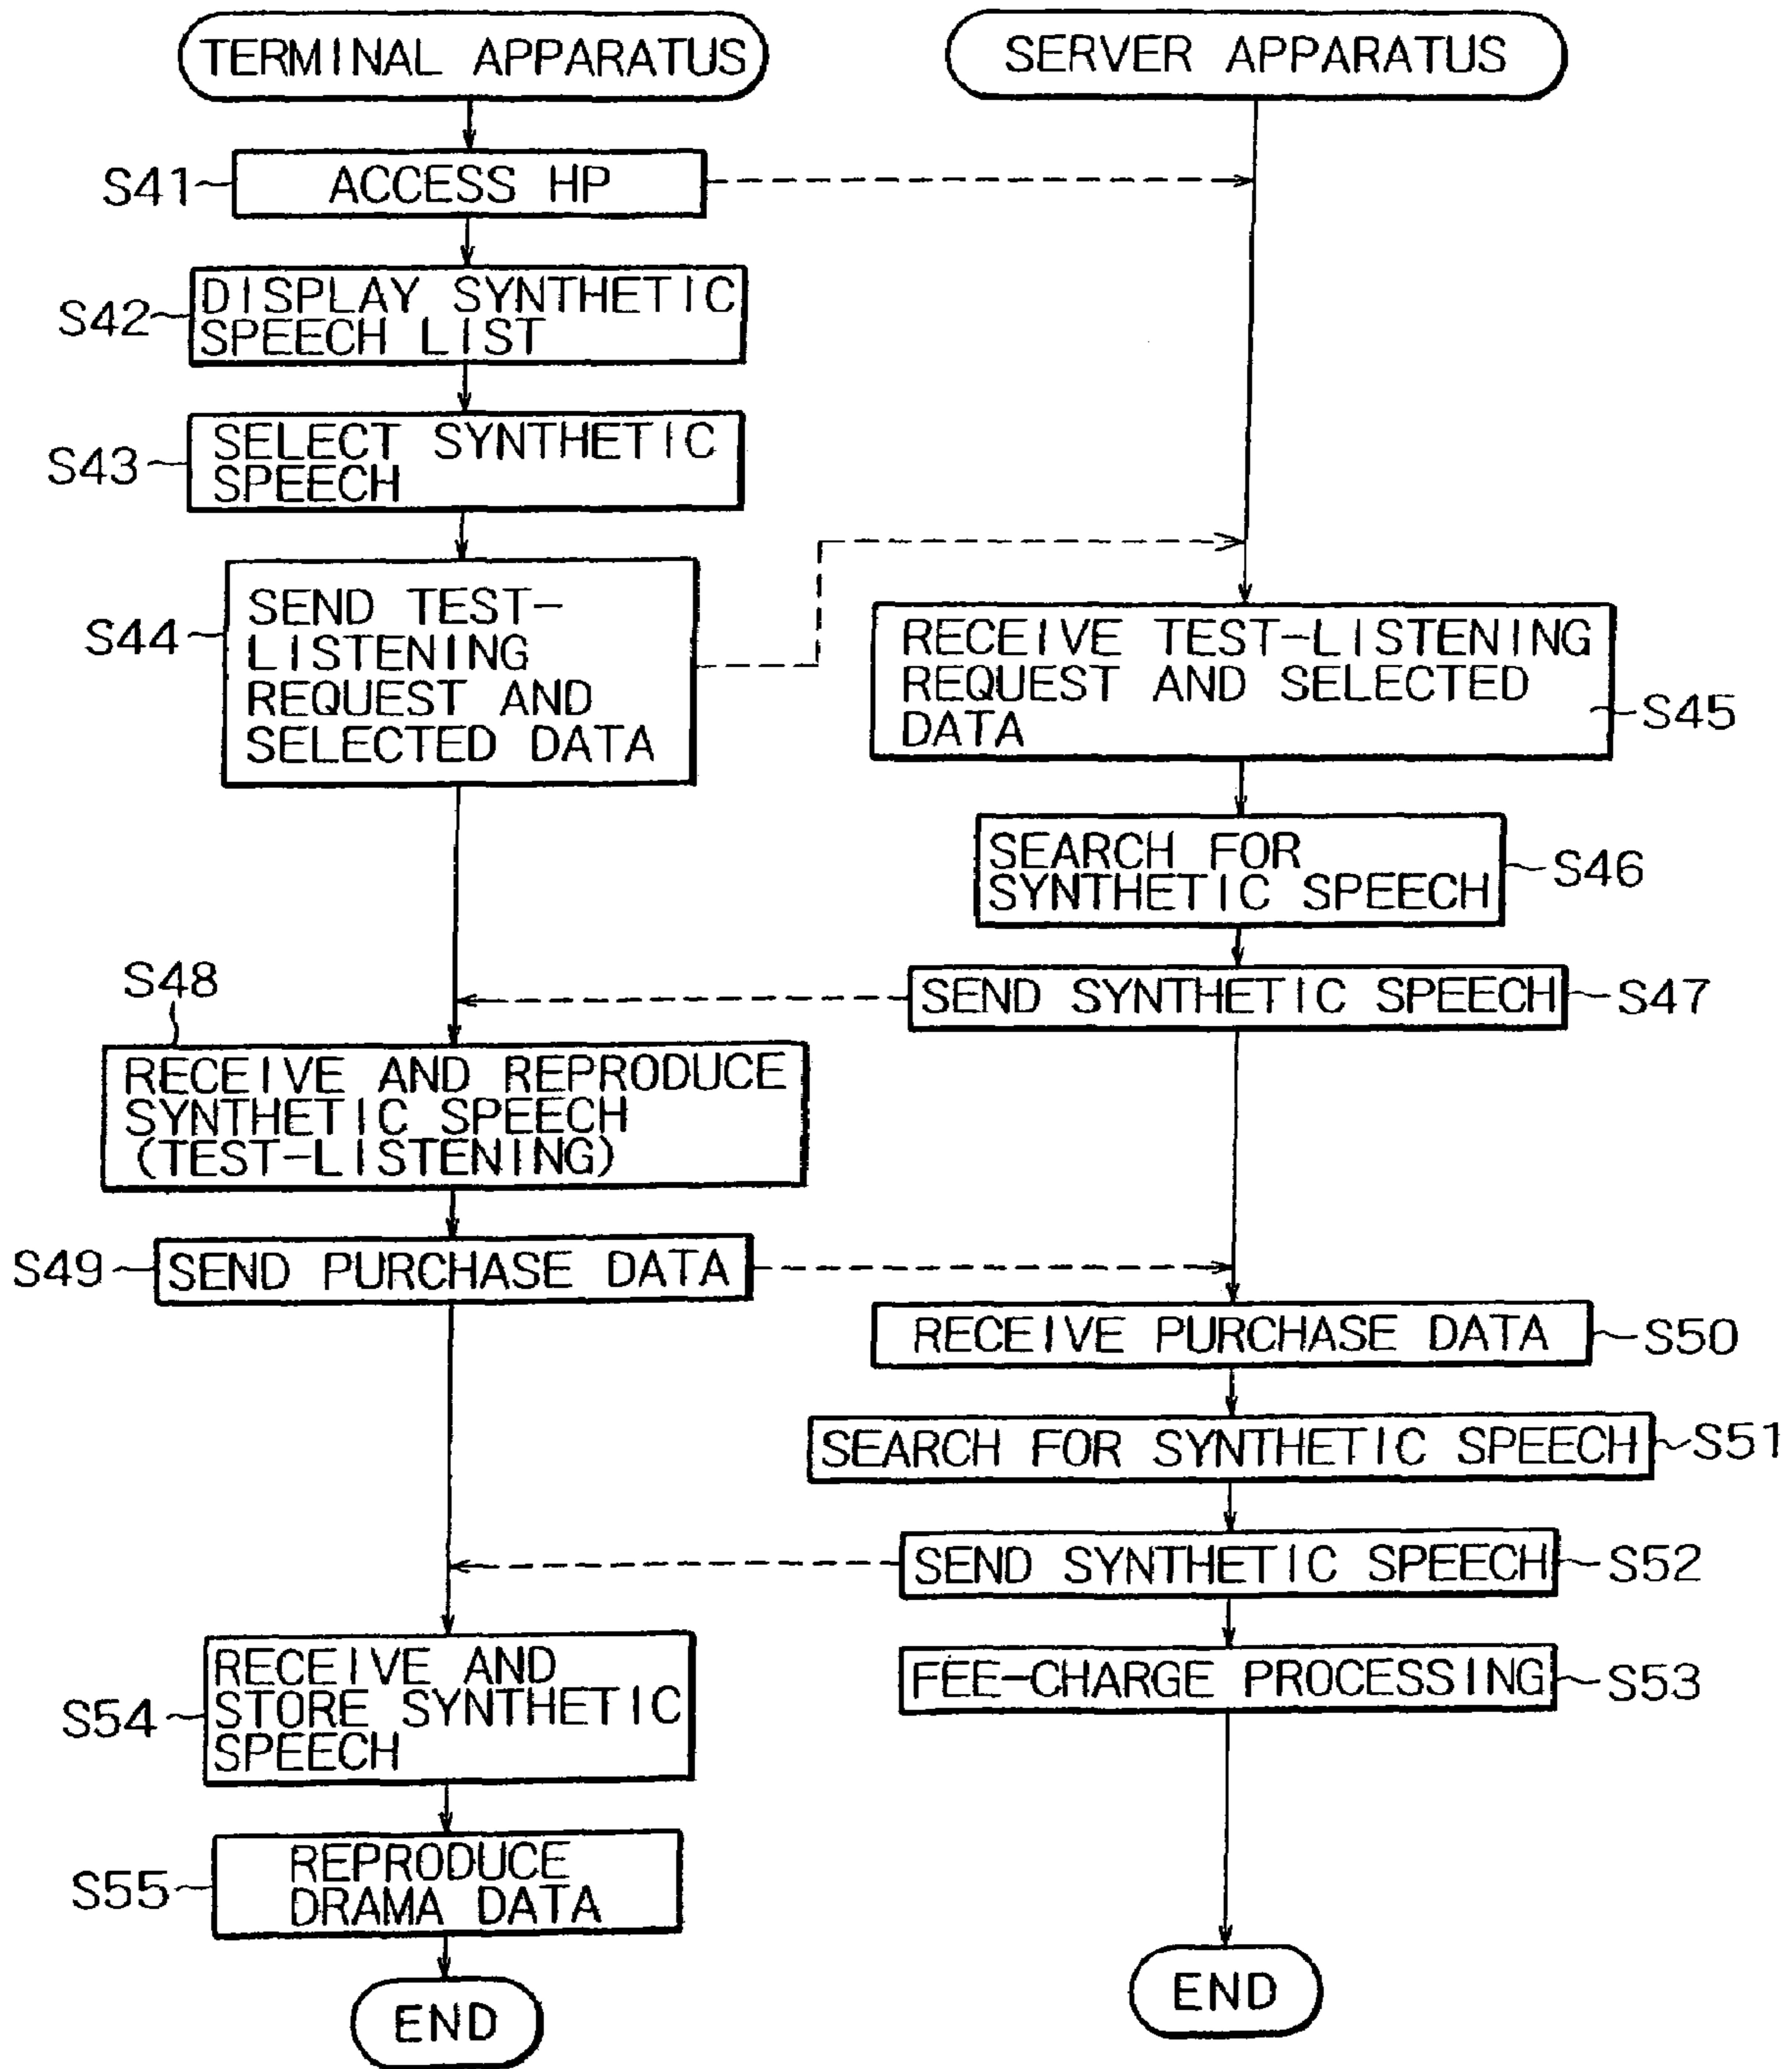 TERMINAL APPARATUS
SERVER APPARATUS
S41
ACCESS HP
S42
DISPLAY SYNTHETIC
SPEECH LIST
S43
SELECT SYNTHETIC
SPEECH
S44
SEND TEST-
LISTENING
REQUEST AND
SELECTED DATA
RECEIVE TEST-LISTENING
REQUEST AND SELECTED
DATA
S45
SEARCH FOR
SYNTHETIC SPEECH
S46
SEND SYNTHETIC SPEECH
S47
S48
RECEIVE AND REPRODUCE
SYNTHETIC SPEECH
(TEST-LISTENING)
S49
SEND PURCHASE DATA
RECEIVE PURCHASE DATA
S50
SEARCH FOR SYNTHETIC SPEECH
S51
SEND SYNTHETIC SPEECH
S52
FEE-CHARGE PROCESSING
S53
S54
RECEIVE AND
STORE SYNTHETIC
SPEECH
S55
REPRODUCE
DRAMA DATA
END
END